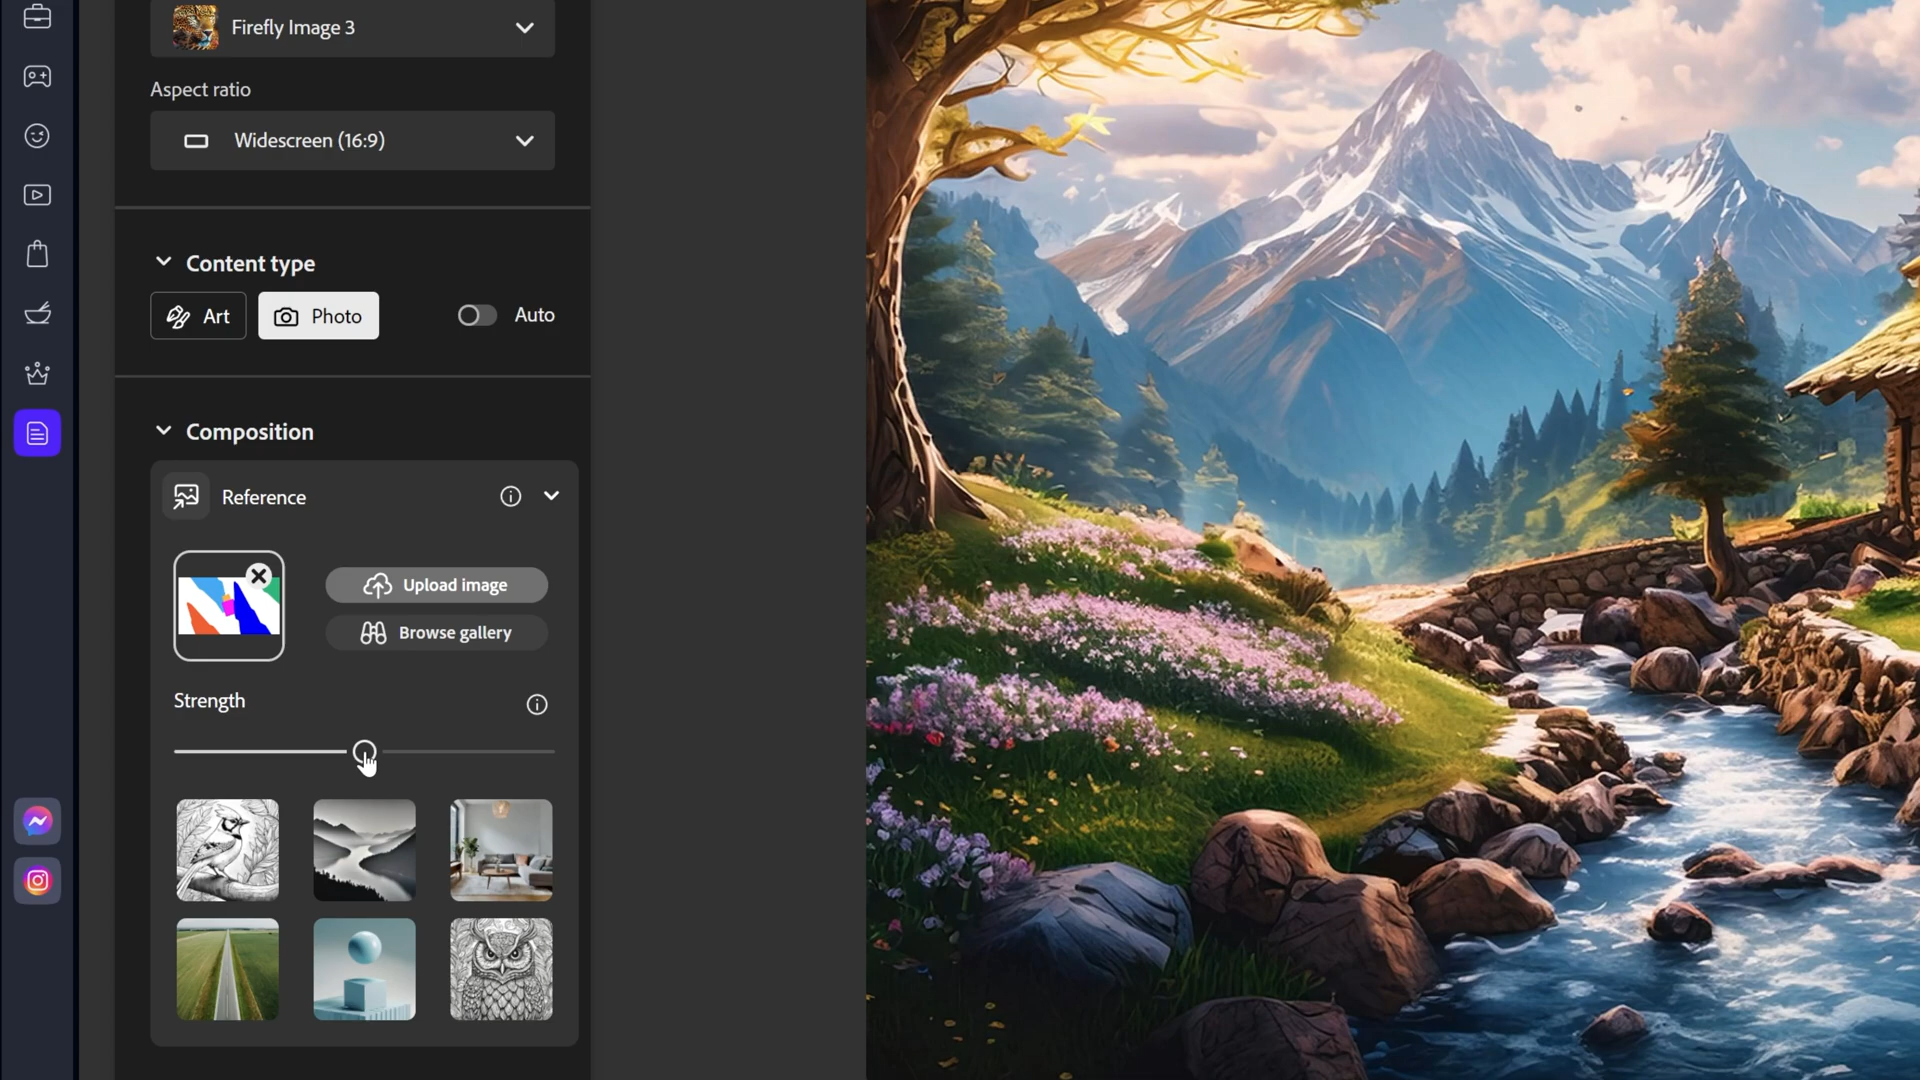 Firefly Image 3
Aspect ratio
Widescreen (16:9)
Content type
Art
Photo
Auto
Composition
Reference
Upload image
Browse gallery
Strength